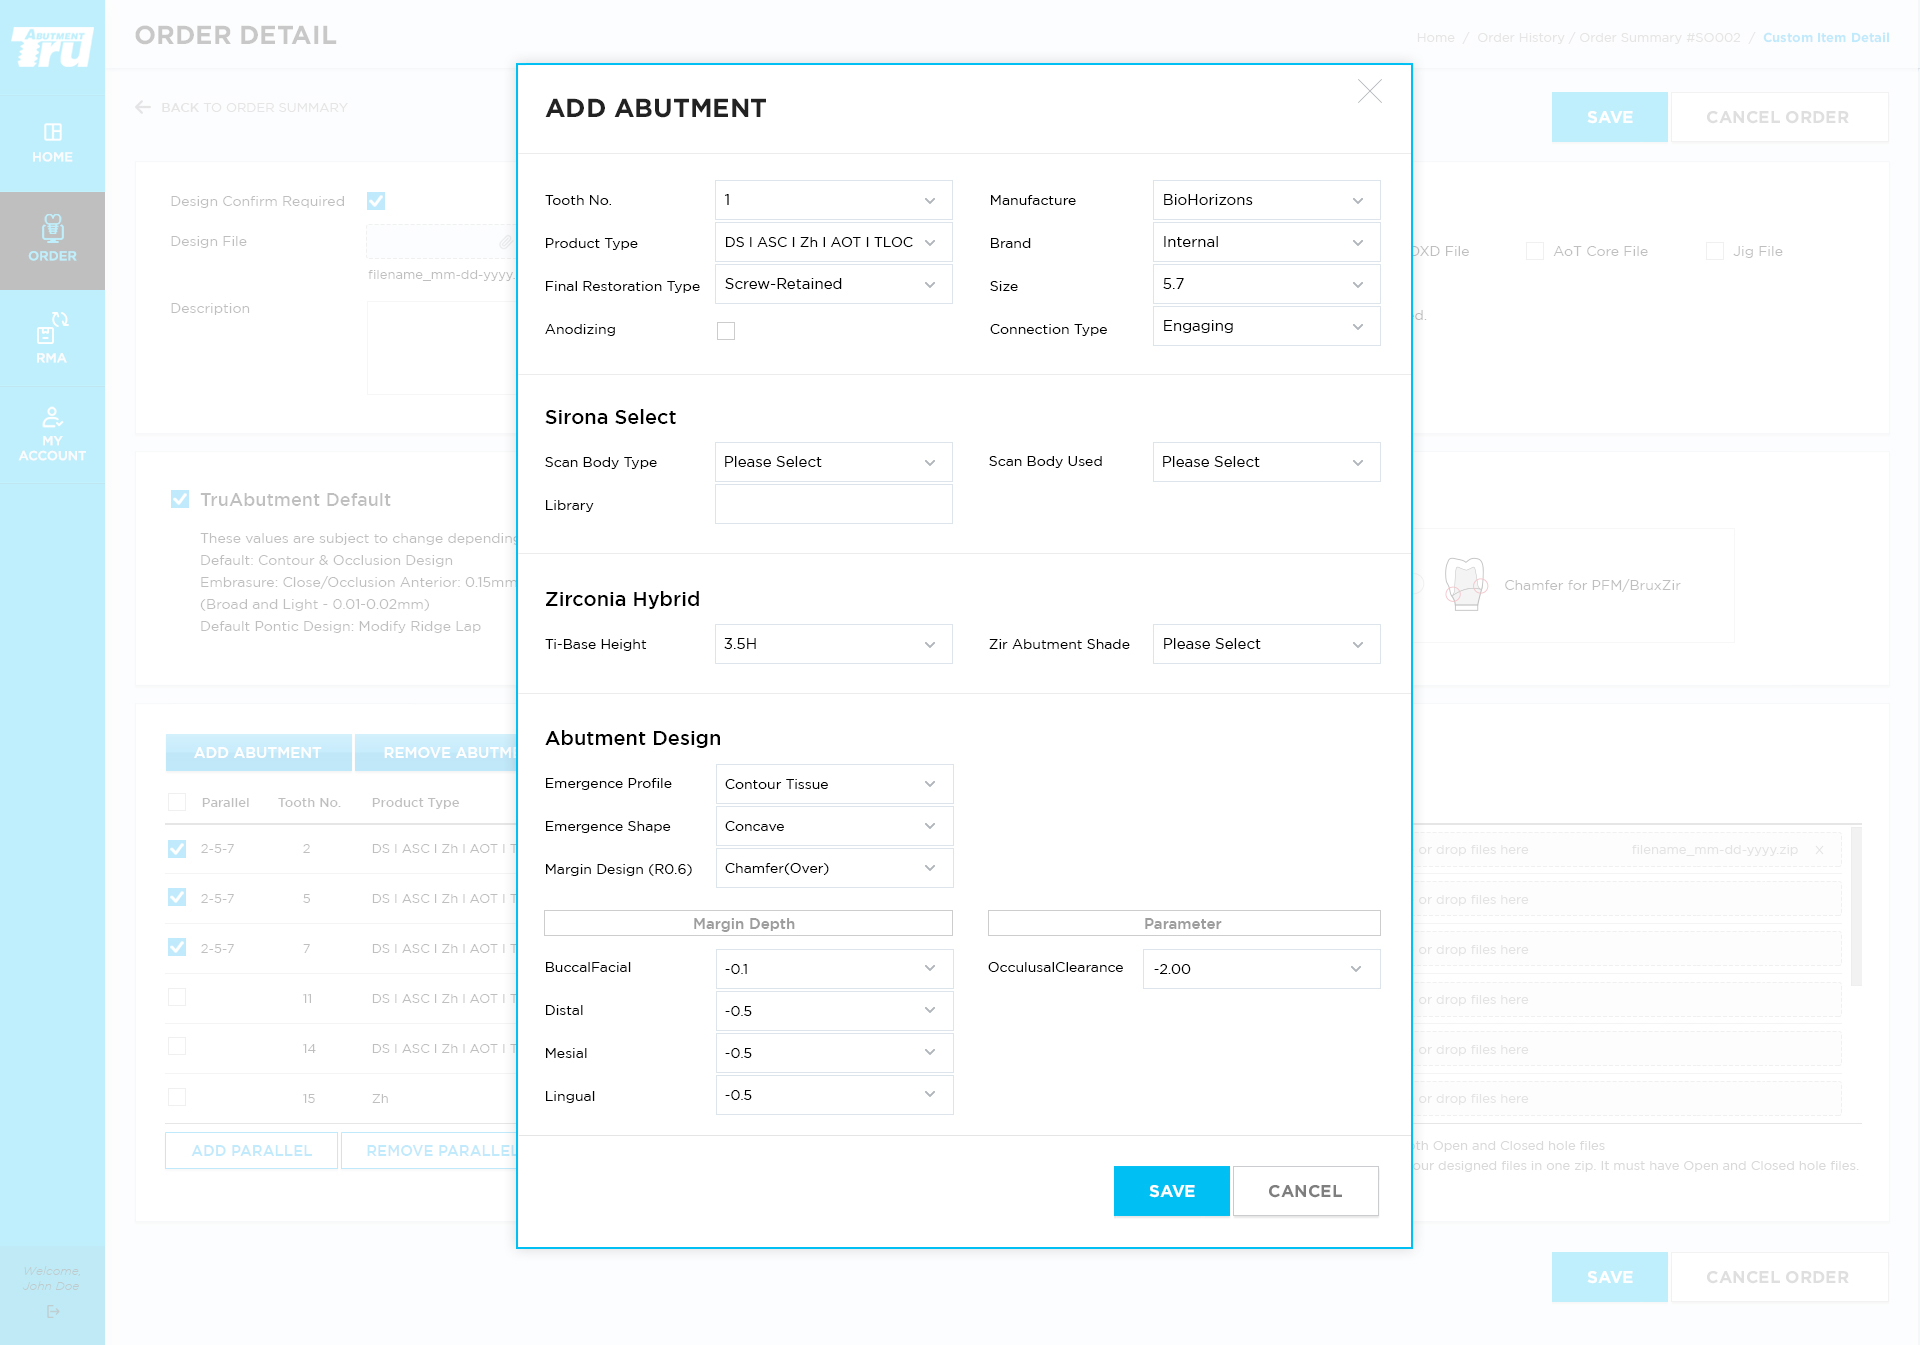 ABUTMENT
Tru
HOME
ORDER
RMA
MY
ACCOUNT
Welcome,
John Doe
ORDER DETAIL
Home / Order History / Order Summary #SO002 / Custom Item Detail
BACK TO ORDER SUMMARY
SAVE
CANCEL ORDER
Design Confirm Required
Design File
filename_mm-dd-yyyy.
Description
DXD File
AoT Core File
Jig File
d.
TruAbutment Default
These values are subject to change depending
Default: Contour & Occlusion Design
Embrasure: Close/Occlusion Anterior: 0.15mm
(Broad and Light - 0.01-0.02mm)
Default Pontic Design: Modify Ridge Lap
Chamfer for PFM/BruxZir
ADD ABUTMENT
REMOVE ABUTME
Parallel Tooth No. Product Type
2-5-7 2 DS I ASC I Zh I AOT I T
or drop files here filename_mm-dd-yyyy.zip X
2-5-7 5 DS I ASC I Zh I AOT I T
or drop files here
2-5-7 7 DS I ASC I Zh I AOT I T
or drop files here
11 DS I ASC I Zh I AOT I T
or drop files here
14 DS I ASC I Zh I AOT I T
or drop files here
15 Zh
or drop files here
ADD PARALLEL
REMOVE PARALLEL
th Open and Closed hole files
our designed files in one zip. It must have Open and Closed hole files.
SAVE
CANCEL ORDER
ADD ABUTMENT
Tooth No. 1
Manufacture BioHorizons
Product Type DS I ASC I Zh I AOT I TLOC
Brand Internal
Final Restoration Type Screw-Retained
Size 5.7
Anodizing
Connection Type Engaging
Sirona Select
Scan Body Type Please Select
Scan Body Used Please Select
Library
Zirconia Hybrid
Ti-Base Height 3.5H
Zir Abutment Shade Please Select
Abutment Design
Emergence Profile Contour Tissue
Emergence Shape Concave
Margin Design (R0.6) Chamfer(Over)
Margin Depth
Parameter
BuccalFacial -0.1
OcculusalClearance -2.00
Distal -0.5
Mesial -0.5
Lingual -0.5
SAVE
CANCEL